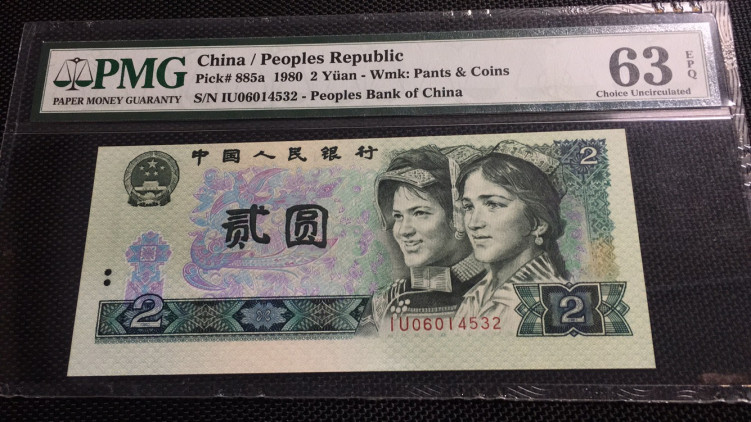 PMG
PAPER MONEY GUARANTY
China / Peoples Republic
Pick# 885a 1980 2 Yüan - Wmk: Pants & Coins
S/N IU06014532 - Peoples Bank of China
63
EPQ
Choice Uncirculated
中国人民银行
2
贰圆
2
2
IU06014532